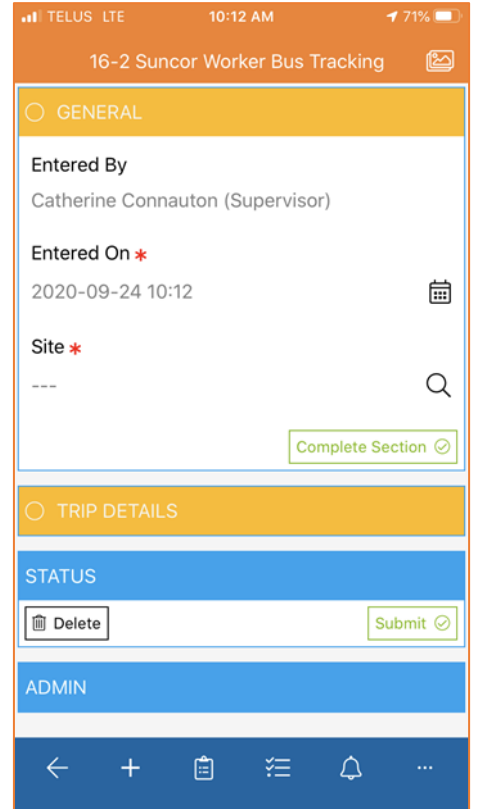 TELUS LTE 10:12 AM 71%
16-2 Suncor Worker Bus Tracking
GENERAL
Entered By
Catherine Connauton (Supervisor)
Entered On *
2020-09-24 10:12
Site *
---
Complete Section
TRIP DETAILS
STATUS
Delete Submit
ADMIN